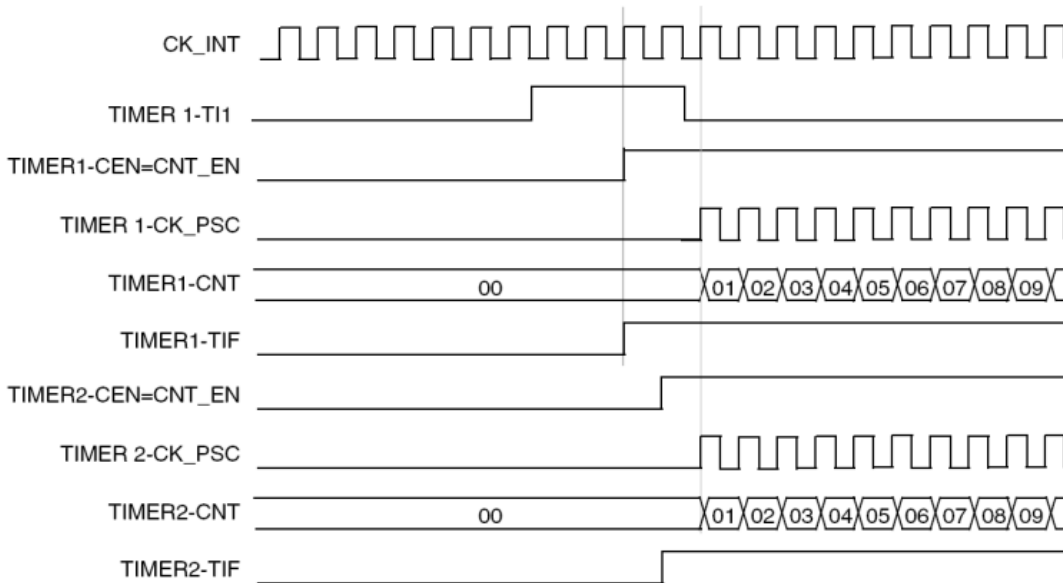 CK_INT
TIMER 1-TI1
TIMER1-CEN=CNT_EN
TIMER 1-CK_PSC
TIMER1-CNT 00 01 02 03 04 05 06 07 08 09
TIMER1-TIF
TIMER2-CEN=CNT_EN
TIMER 2-CK_PSC
TIMER2-CNT 00 01 02 03 04 05 06 07 08 09
TIMER2-TIF